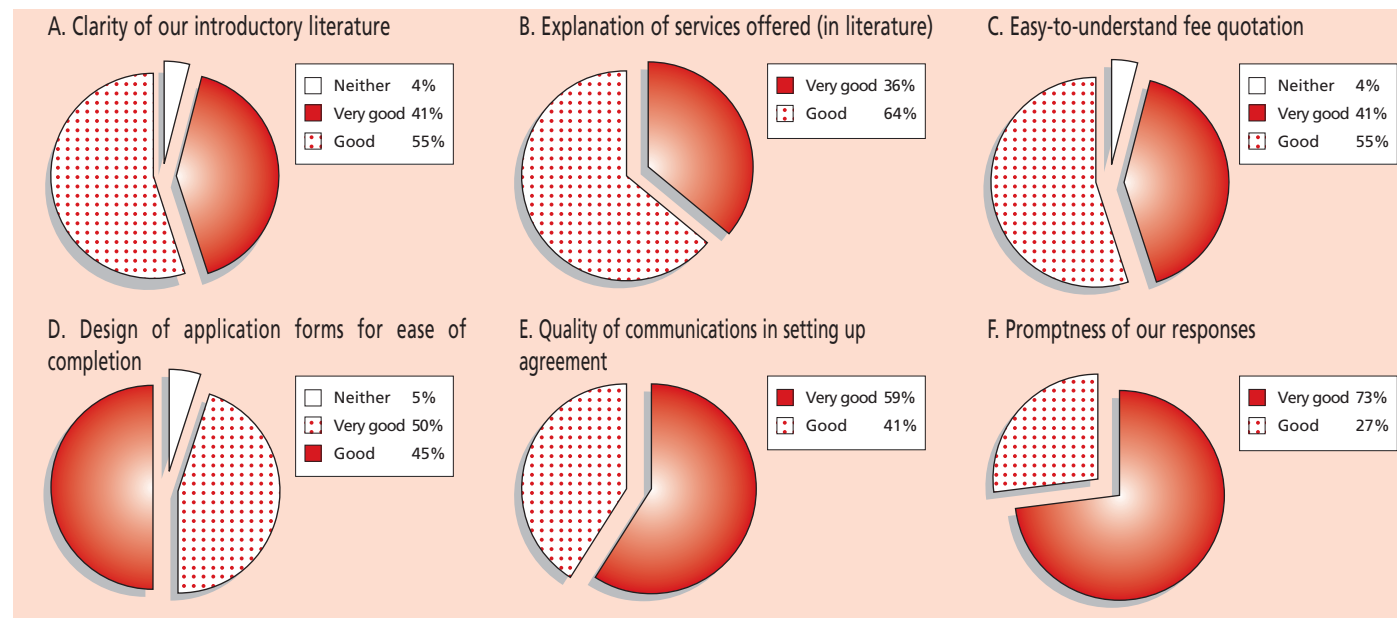 A. Clarity of our introductory literature
Neither 4%
Very good 41%
Good 55%
B. Explanation of services offered (in literature)
Very good 36%
Good 64%
C. Easy-to-understand fee quotation
Neither 4%
Very good 41%
Good 55%
D. Design of application forms for ease of
completion
Neither 5%
Very good 50%
Good 45%
E. Quality of communications in setting up
agreement
Very good 59%
Good 41%
F. Promptness of our responses
Very good 73%
Good 27%